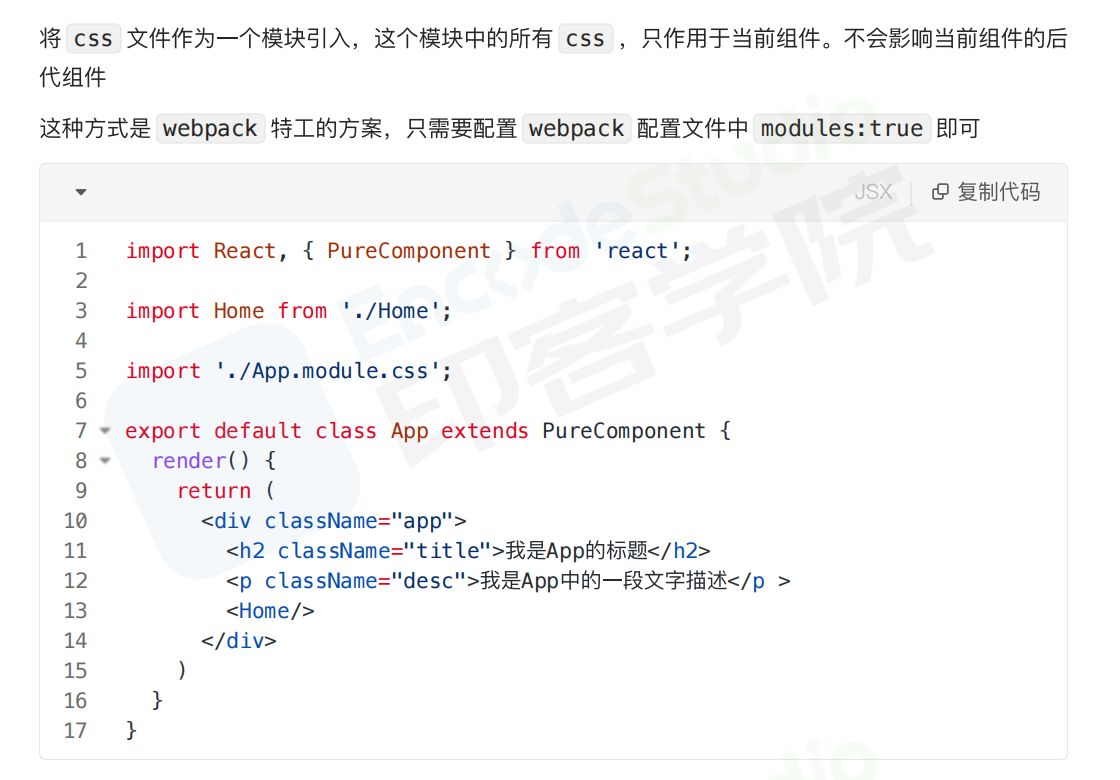 将 css 文件作为一个模块引入，这个模块中的所有 css ，只作用于当前组件。不会影响当前组件的后
代组件
这种方式是 webpack 特工的方案，只需要配置 webpack 配置文件中 modules:true 即可
JSX 复制代码
1 import React, { PureComponent } from 'react';
2
3 import Home from './Home';
4
5 import './App.module.css';
6
7 export default class App extends PureComponent {
8   render() {
9     return (
10       <div className="app">
11         <h2 className="title">我是App的标题</h2>
12         <p className="desc">我是App中的一段文字描述</p >
13         <Home/>
14       </div>
15     )
16   }
17 }
EncodeStudio
印客学院
dio